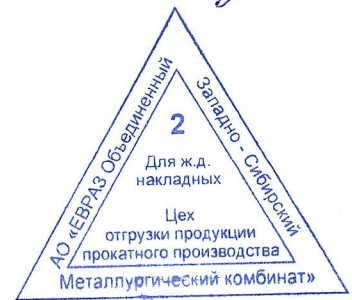 АО «ЕВРАЗ Объединенный
Западно - Сибирский
Металлургический комбинат»
2
Для ж.д.
накладных
Цех
отгрузки продукции
прокатного производства